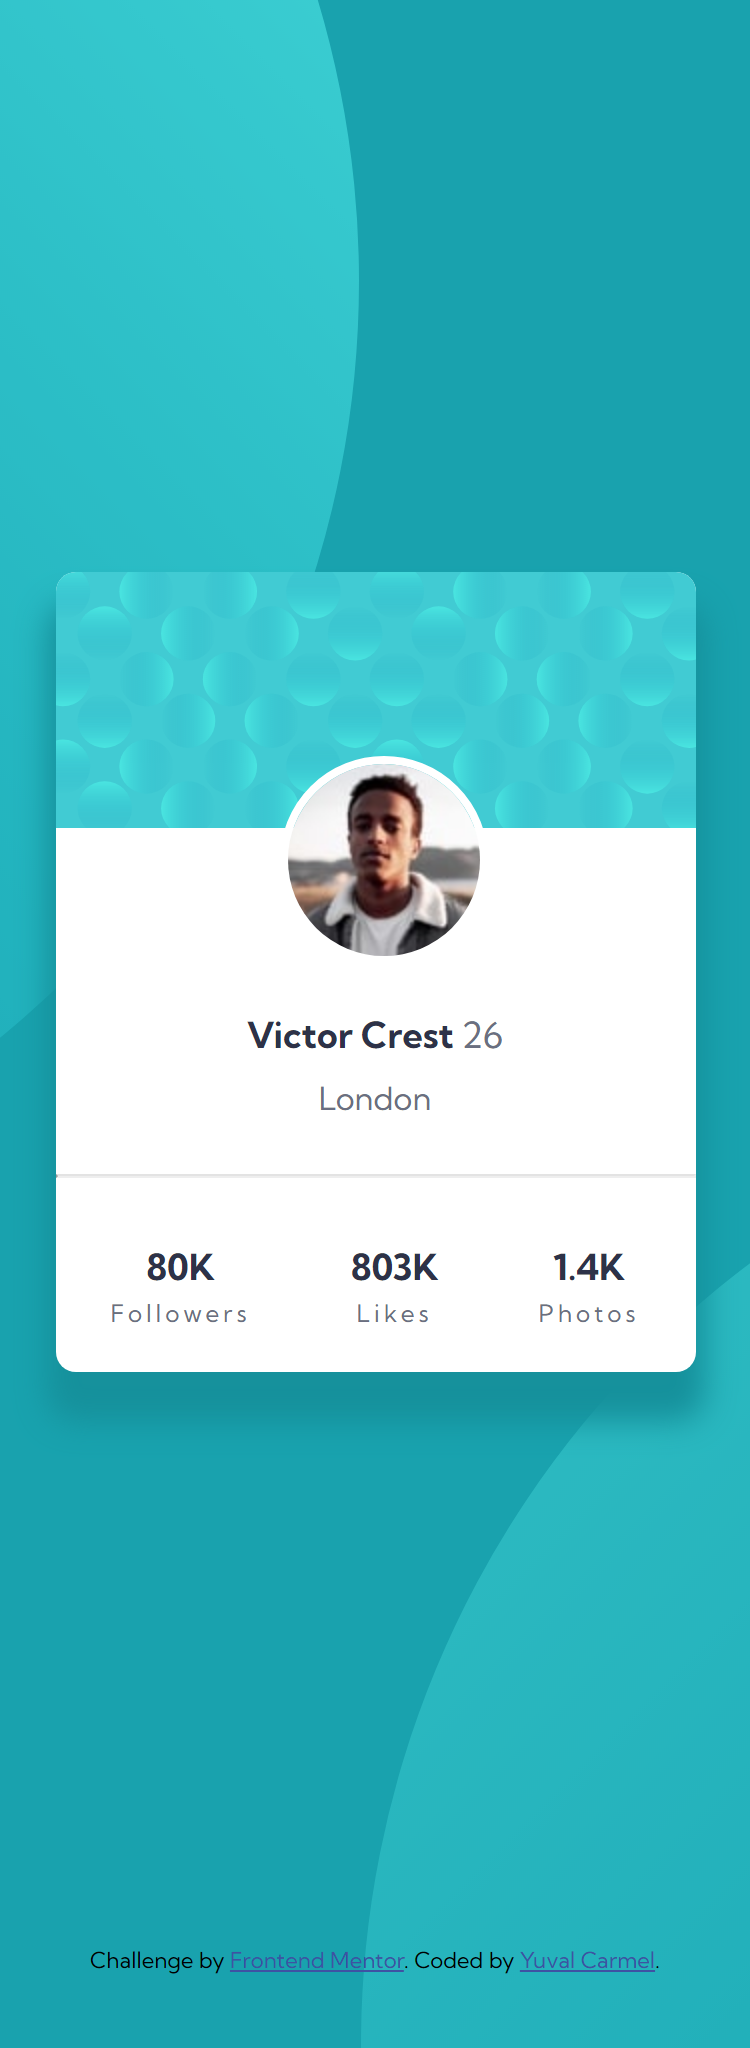 Victor Crest 26
London
80K 803K 1.4K
Followers Likes Photos
Challenge by Frontend Mentor. Coded by Yuval Carmel.